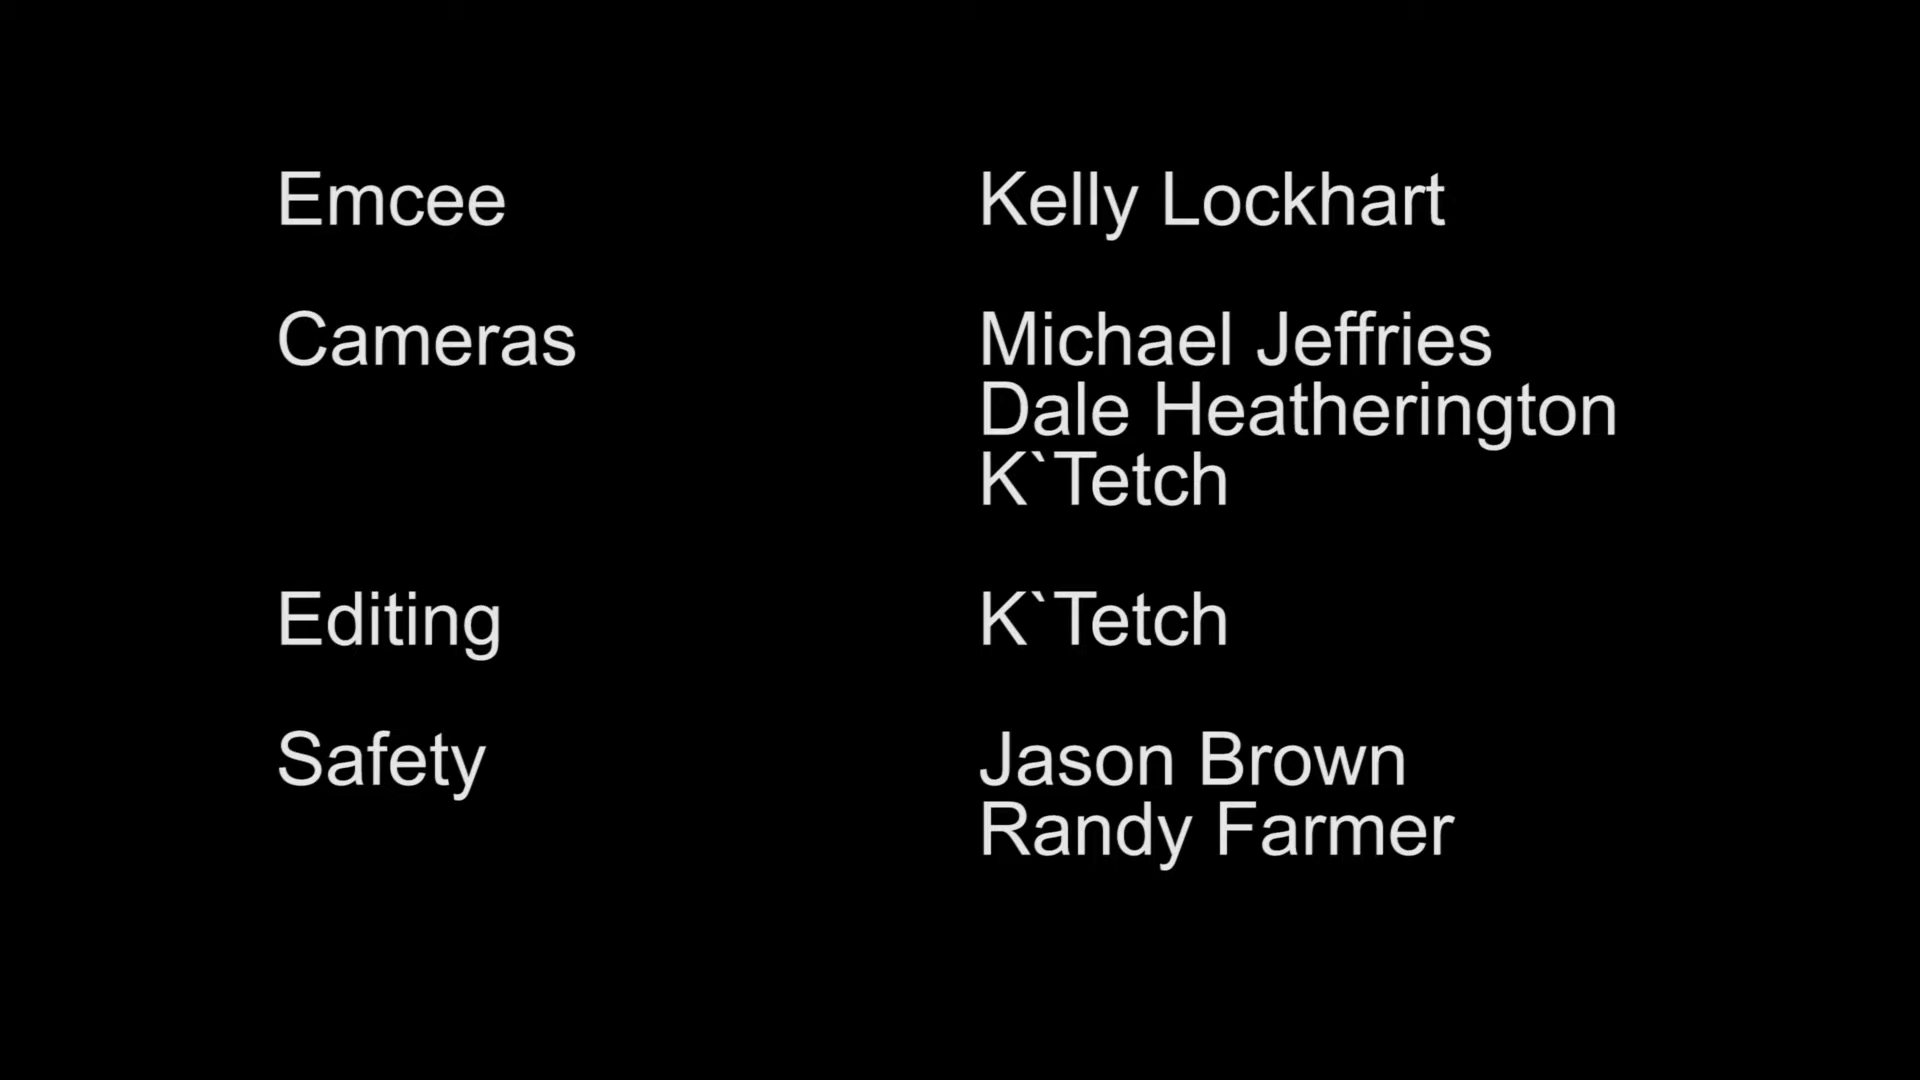 Emcee Kelly Lockhart
Cameras Michael Jeffries
Dale Heatherington
K`Tetch
Editing K`Tetch
Safety Jason Brown
Randy Farmer